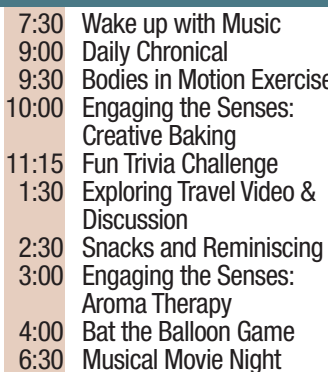 7:30 Wake up with Music
9:00 Daily Chronical
9:30 Bodies in Motion Exercise
10:00 Engaging the Senses:
Creative Baking
11:15 Fun Trivia Challenge
1:30 Exploring Travel Video &
Discussion
2:30 Snacks and Reminiscing
3:00 Engaging the Senses:
Aroma Therapy
4:00 Bat the Balloon Game
6:30 Musical Movie Night